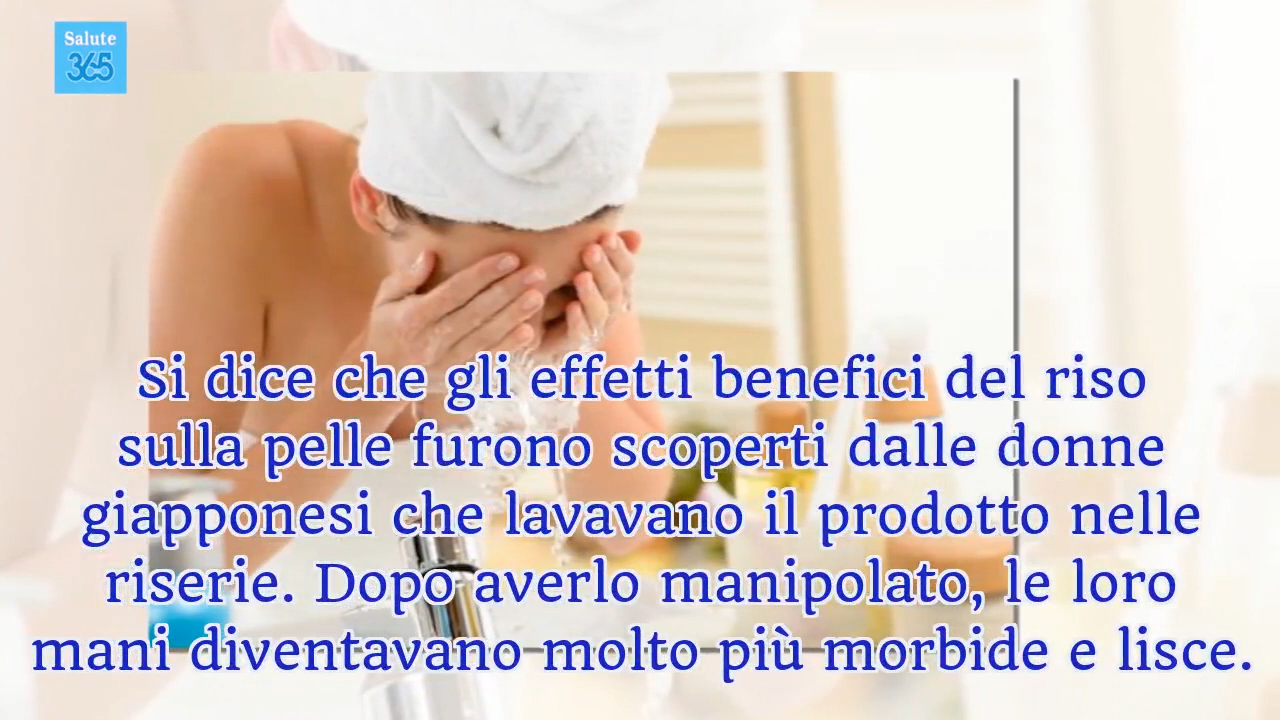 Salute
365
Si dice che gli effetti benefici del riso
sulla pelle furono scoperti dalle donne
giapponesi che lavavano il prodotto nelle
riserie. Dopo averlo manipolato, le loro
mani diventavano molto più morbide e lisce.